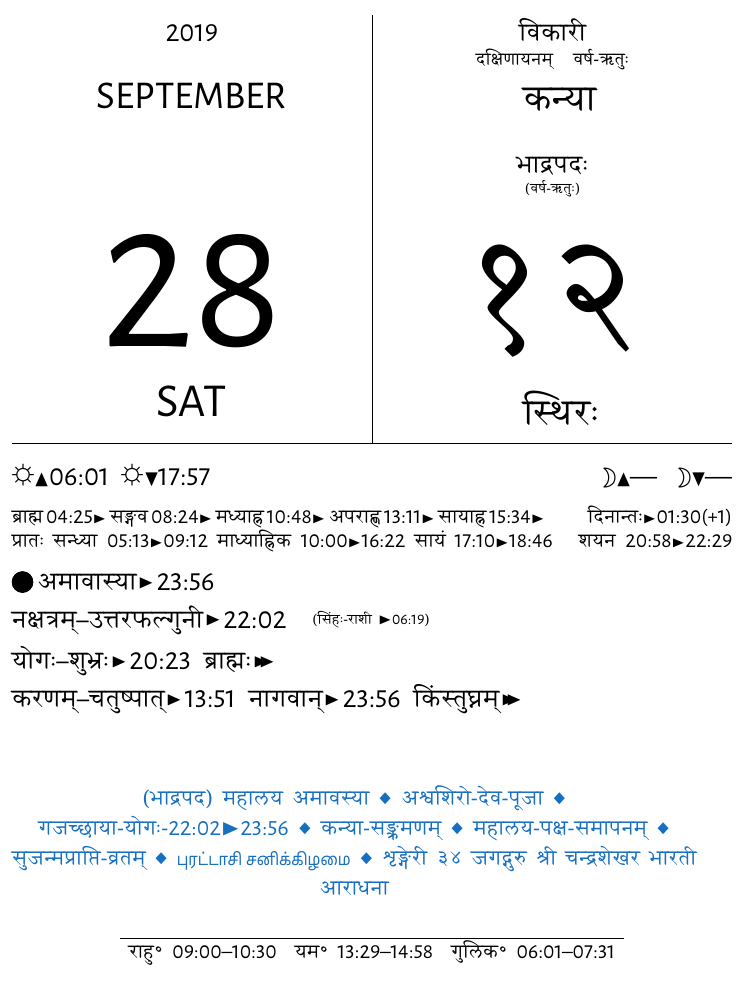 2019
SEPTEMBER
28
SAT
विकारी
दक्षिणायनम् वर्ष-ऋतुः
कन्या
भाद्रपदः
(वर्ष-ऋतुः)
१२
स्थिरः
☼▲06:01 ☼▼17:57 ☽▲── ☽▼──
ब्राह्म 04:25► सङ्गव 08:24► मध्याह्न 10:48► अपराह्ण 13:11► सायाह्न 15:34► दिनान्तः►01:30(+1)
प्रातः सन्ध्या 05:13►09:12 माध्याह्निक 10:00►16:22 सायं 17:10►18:46 शयन 20:58►22:29
● अमावास्या►23:56
नक्षत्रम्–उत्तरफल्गुनी►22:02 (सिंहः-राशी ►06:19)
योगः–शुभ्रः►20:23 ब्राह्मः►►
करणम्–चतुष्पात्►13:51 नागवान्►23:56 किंस्तुघ्नम्►►
(भाद्रपद) महालय अमावस्या ◆ अश्वशिरो-देव-पूजा ◆
गजच्छाया-योगः-22:02►23:56 ◆ कन्या-सङ्क्रमणम् ◆ महालय-पक्ष-समापनम् ◆
सुजन्मप्राप्ति-व्रतम् ◆ புரட்டாசி சனிக்கிழமை ◆ शृङ्गेरी ३४ जगद्गुरु श्री चन्द्रशेखर भारती
आराधना
राहु° 09:00–10:30 यम° 13:29–14:58 गुलिक° 06:01–07:31